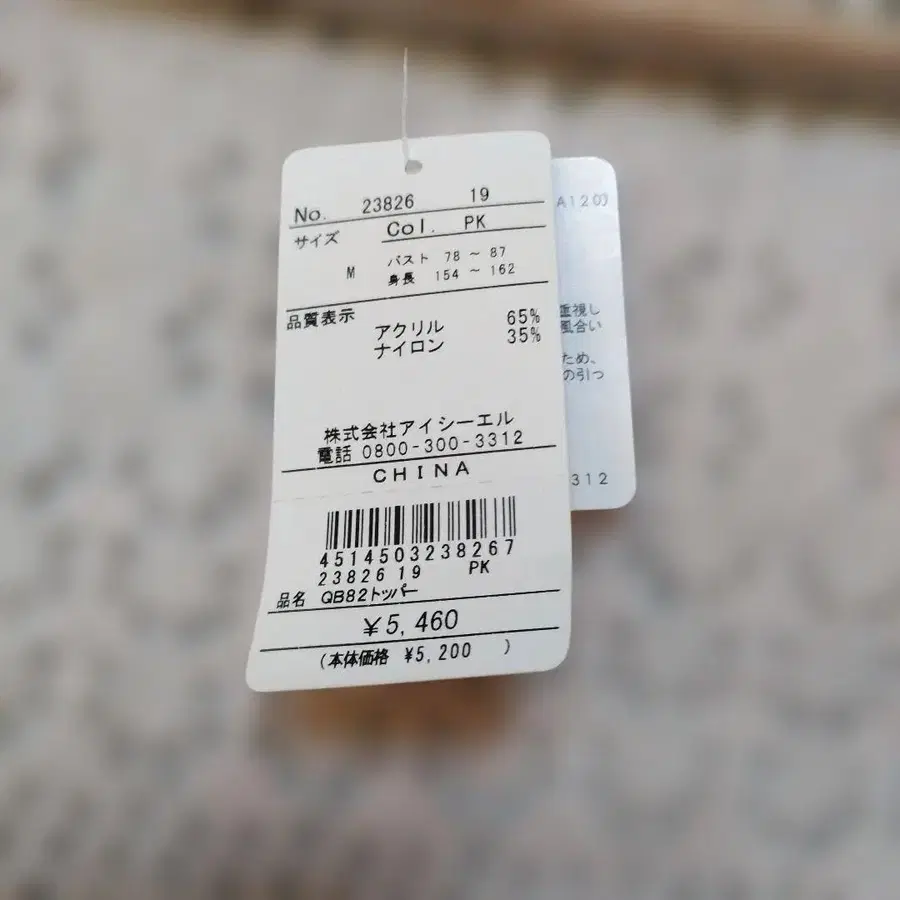 No. 23826 19
Col. PK
サイズ
M
バスト 78 ~ 87
身長 154 ~ 162
品質表示
アクリル 65%
ナイロン 35%
株式会社アイシーエル
電話 0800-300-3312
CHINA
4514503238267
23826 19 PK
品名 QB82トッパー
¥5,460
(本体価格 ¥5,200 )
重視し
風合い
ため、
の引っ
312